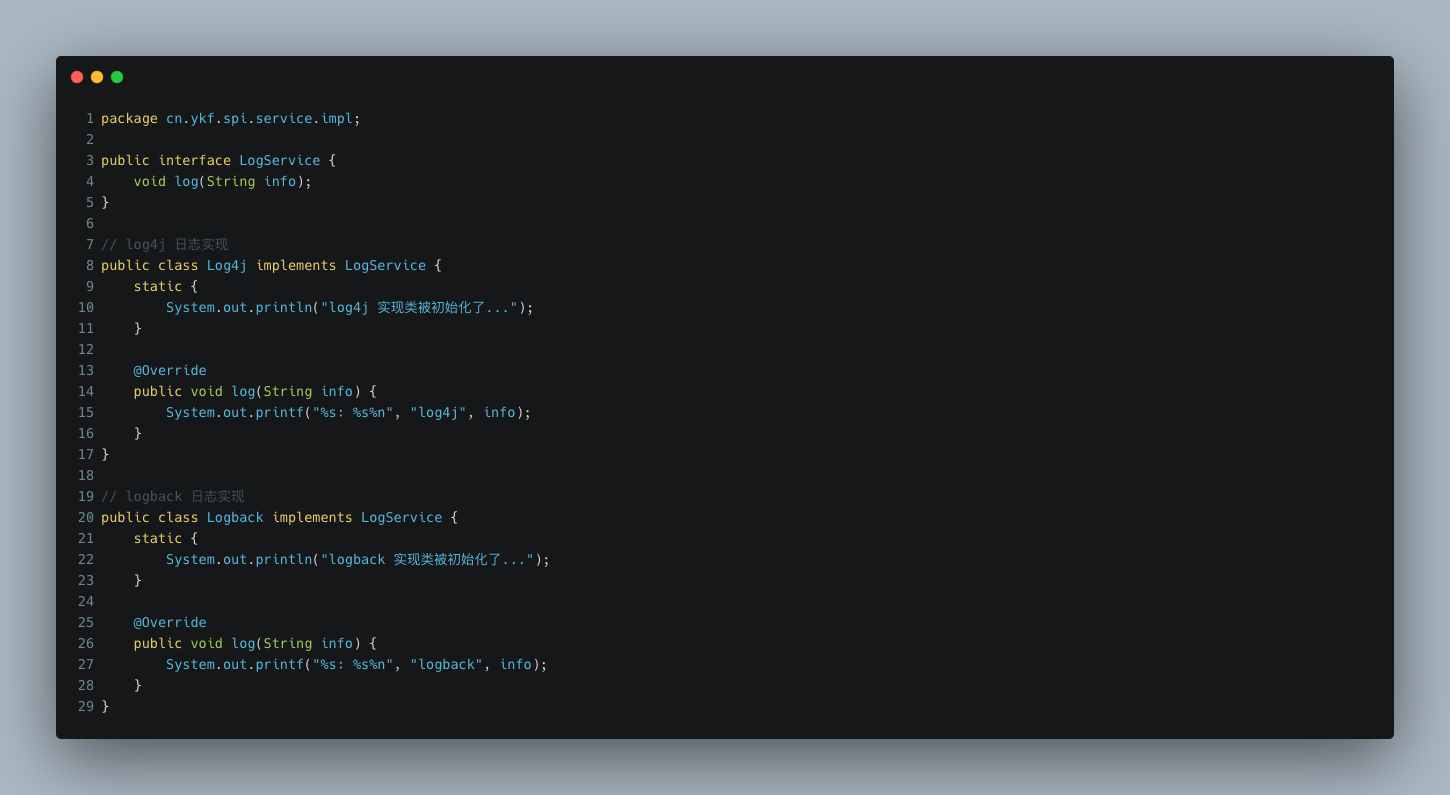 1 package cn.ykf.spi.service.impl;
2
3 public interface LogService {
4     void log(String info);
5 }
6
7 // log4j 日志实现
8 public class Log4j implements LogService {
9     static {
10         System.out.println("log4j 实现类被初始化了...");
11     }
12
13     @Override
14     public void log(String info) {
15         System.out.printf("%s: %s%n", "log4j", info);
16     }
17 }
18
19 // logback 日志实现
20 public class Logback implements LogService {
21     static {
22         System.out.println("logback 实现类被初始化了...");
23     }
24
25     @Override
26     public void log(String info) {
27         System.out.printf("%s: %s%n", "logback", info);
28     }
29 }